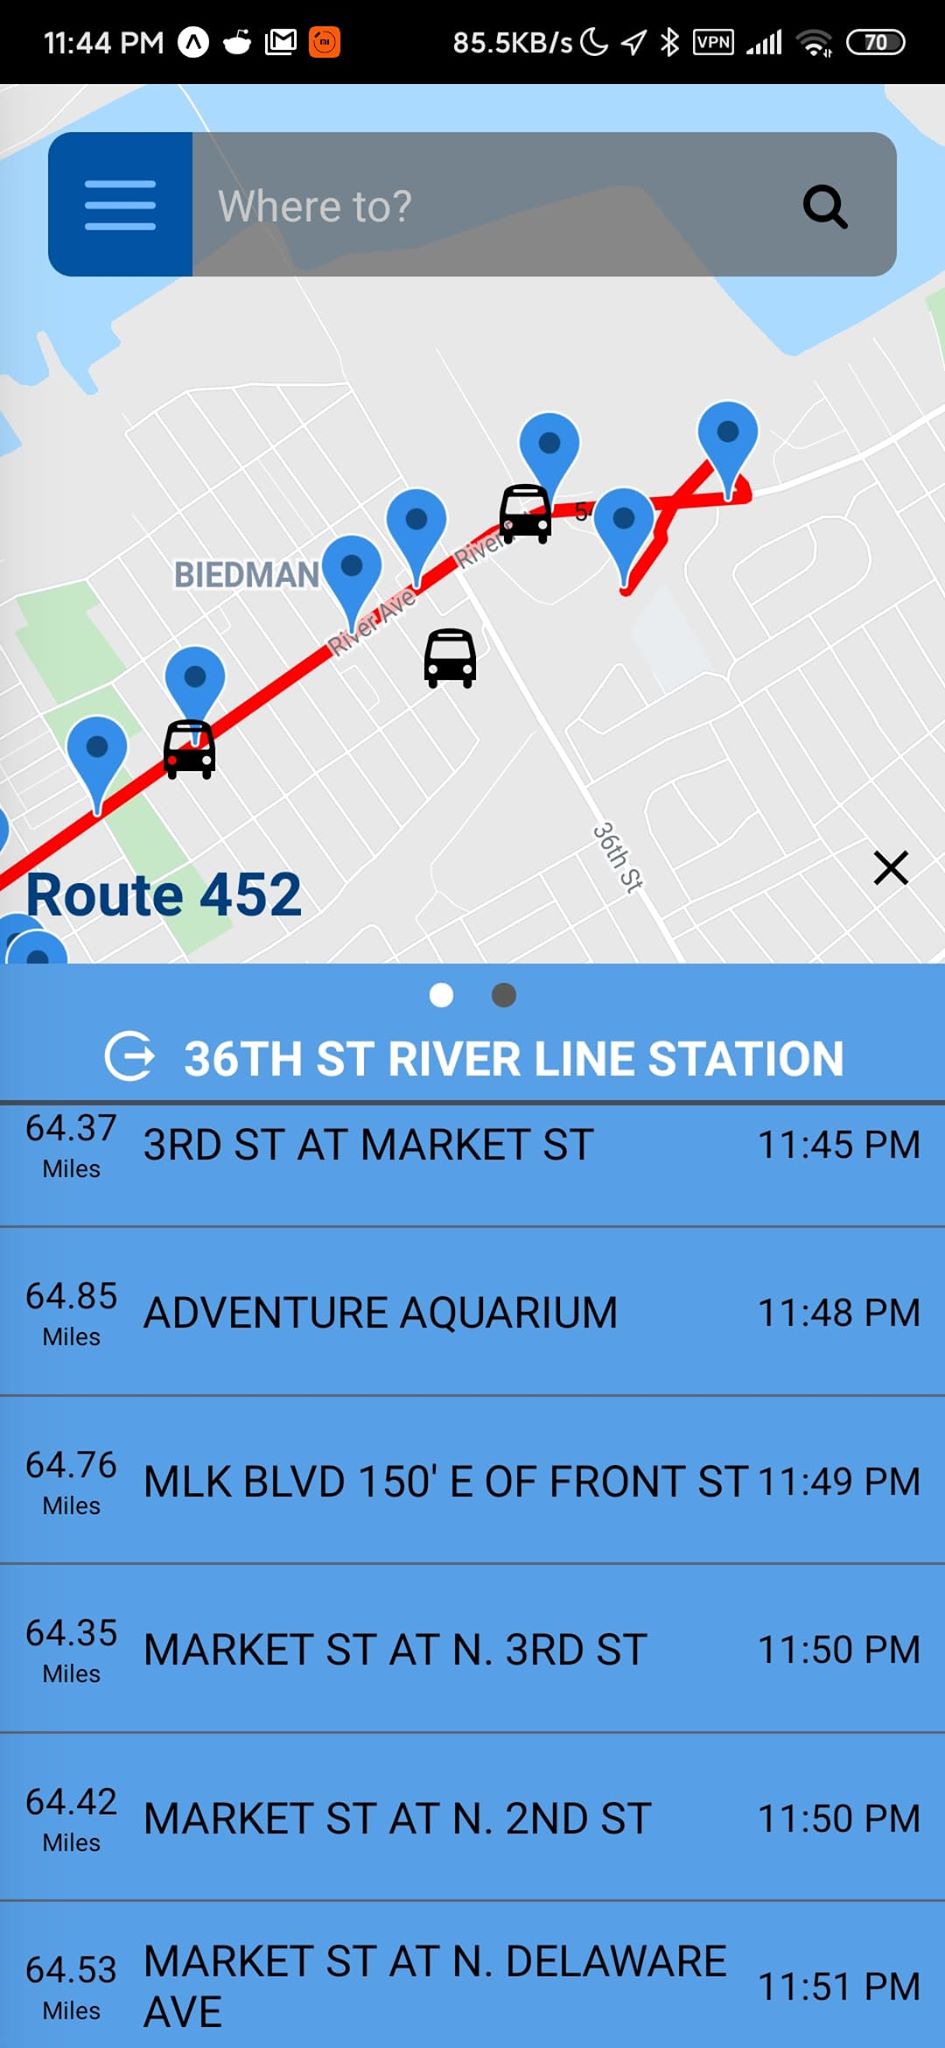 11:44 PM
85.5KB/s
VPN
70
Where to?
BIEDMAN
River Ave
River
5
36th St
Route 452
36TH ST RIVER LINE STATION
64.37
Miles
3RD ST AT MARKET ST
11:45 PM
64.85
Miles
ADVENTURE AQUARIUM
11:48 PM
64.76
Miles
MLK BLVD 150' E OF FRONT ST
11:49 PM
64.35
Miles
MARKET ST AT N. 3RD ST
11:50 PM
64.42
Miles
MARKET ST AT N. 2ND ST
11:50 PM
64.53
Miles
MARKET ST AT N. DELAWARE
AVE
11:51 PM